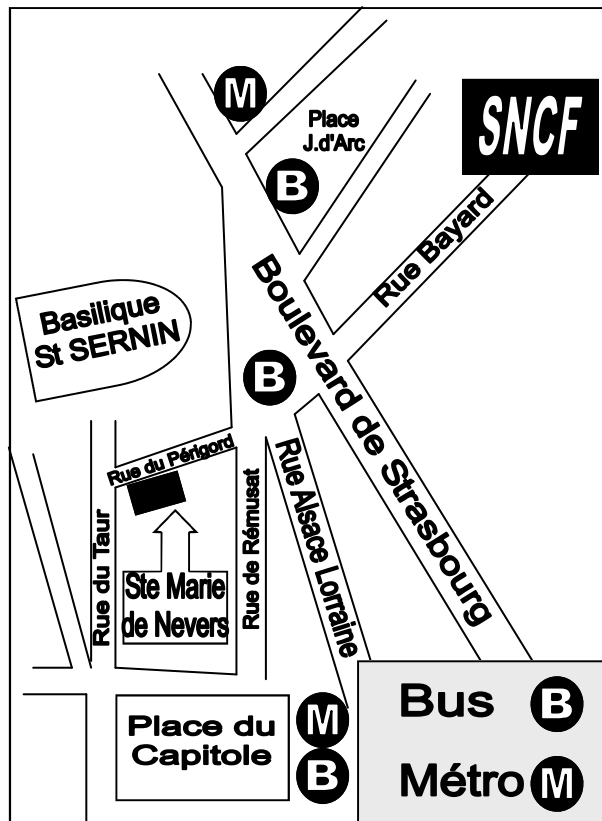 M
Place
J.d'Arc
SNCF
B
Rue Bayard
Boulevard de Strasbourg
Basilique
St SERNIN
B
Rue du Périgord
Rue Alsace Lorraine
Rue du Taur
Rue de Rémusat
Ste Marie
de Nevers
Place du
Capitole
M
B
Bus B
Métro M